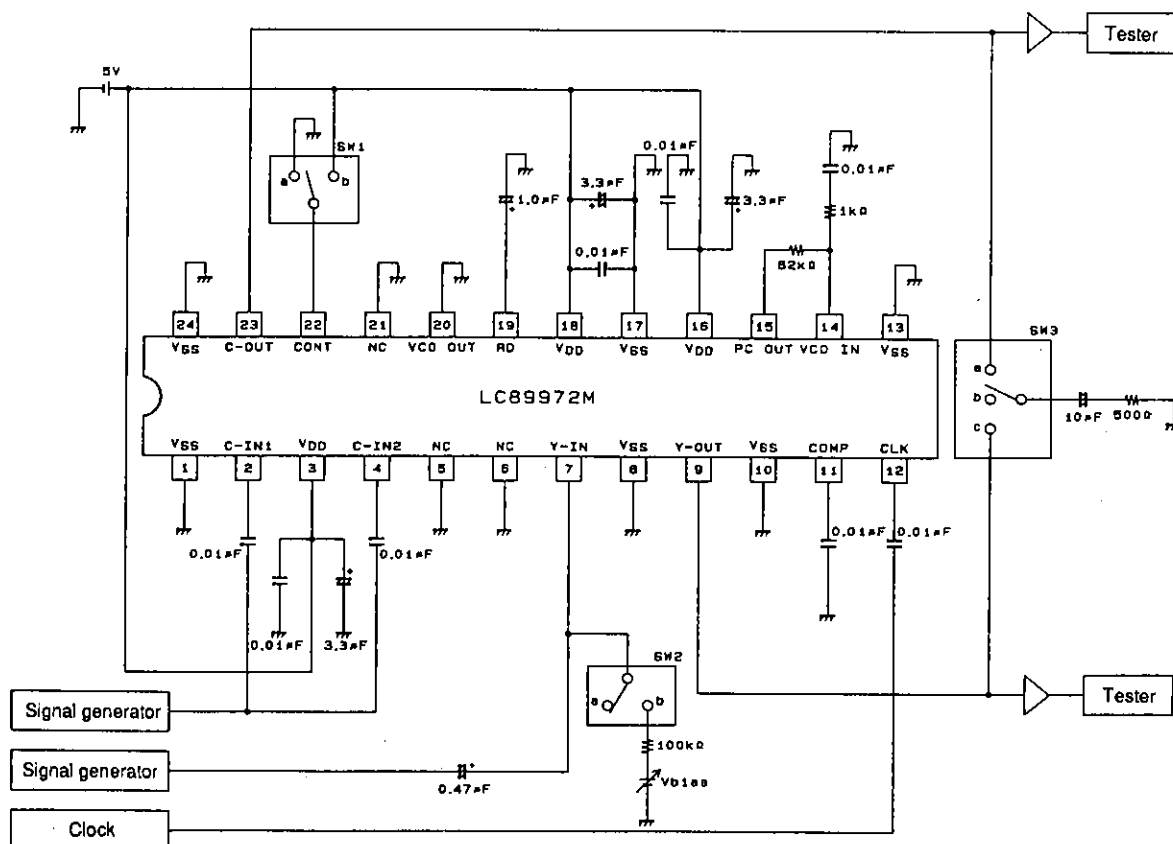 Tester
5V
SW1
a
b
0.01µF
3.3µF
1.0µF
3.3µF
0.01µF
1kΩ
0.01µF
82kΩ
24 23 22 21 20 19 18 17 16 15 14 13
VSS C-OUT CONT NC VCO OUT RD VDD VSS VDD PC OUT VCO IN VSS
SW3
a
b
c
10µF
500Ω
LC89972M
VSS C-IN1 VDD C-IN2 NC NC Y-IN VSS Y-OUT VSS COMP CLK
1 2 3 4 5 6 7 8 9 10 11 12
0.01µF
0.01µF
0.01µF
0.01µF
0.01µF
3.3µF
SW2
a
b
100kΩ
Vbias
Signal generator
Tester
Signal generator
0.47µF
Clock